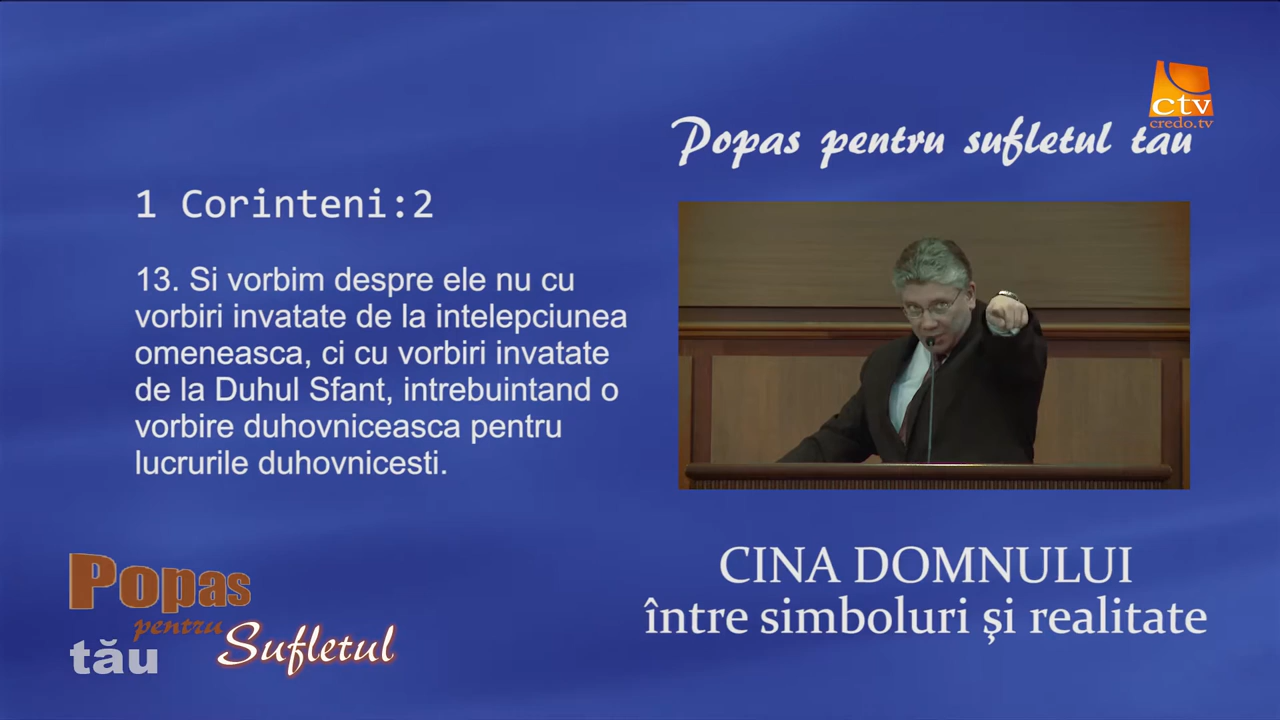 ctv
credo.tv
Popas pentru sufletul tau
1 Corinteni:2
13. Si vorbim despre ele nu cu
vorbiri invatate de la intelepciunea
omeneasca, ci cu vorbiri invatate
de la Duhul Sfant, intrebuintand o
vorbire duhovniceasca pentru
lucrurile duhovnicesti.
CINA DOMNULUI
între simboluri şi realitate
Popas
pentru
Sufletul
tău